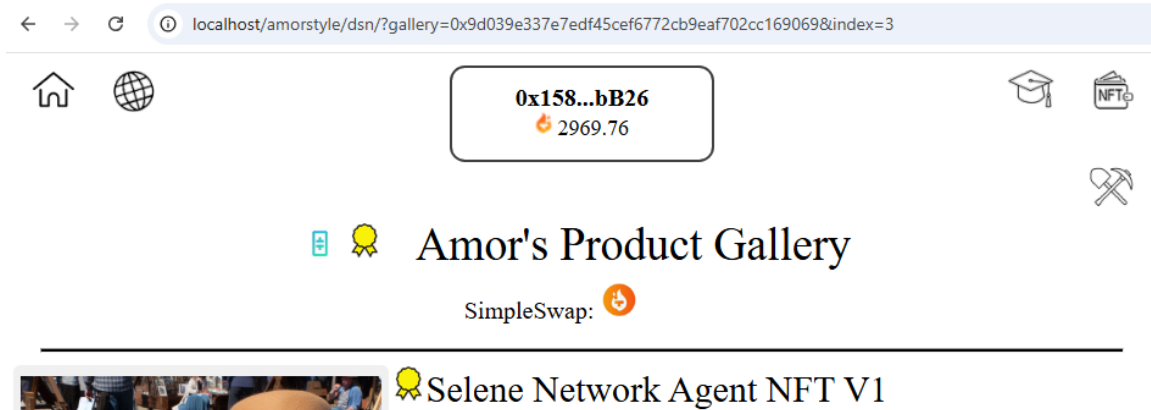 localhost/amorstyle/dsn/?gallery=0x9d039e337e7edf45cef6772cb9eaf702cc169069&index=3
0x158...bB26
2969.76
NFT
Amor's Product Gallery
SimpleSwap:
Selene Network Agent NFT V1